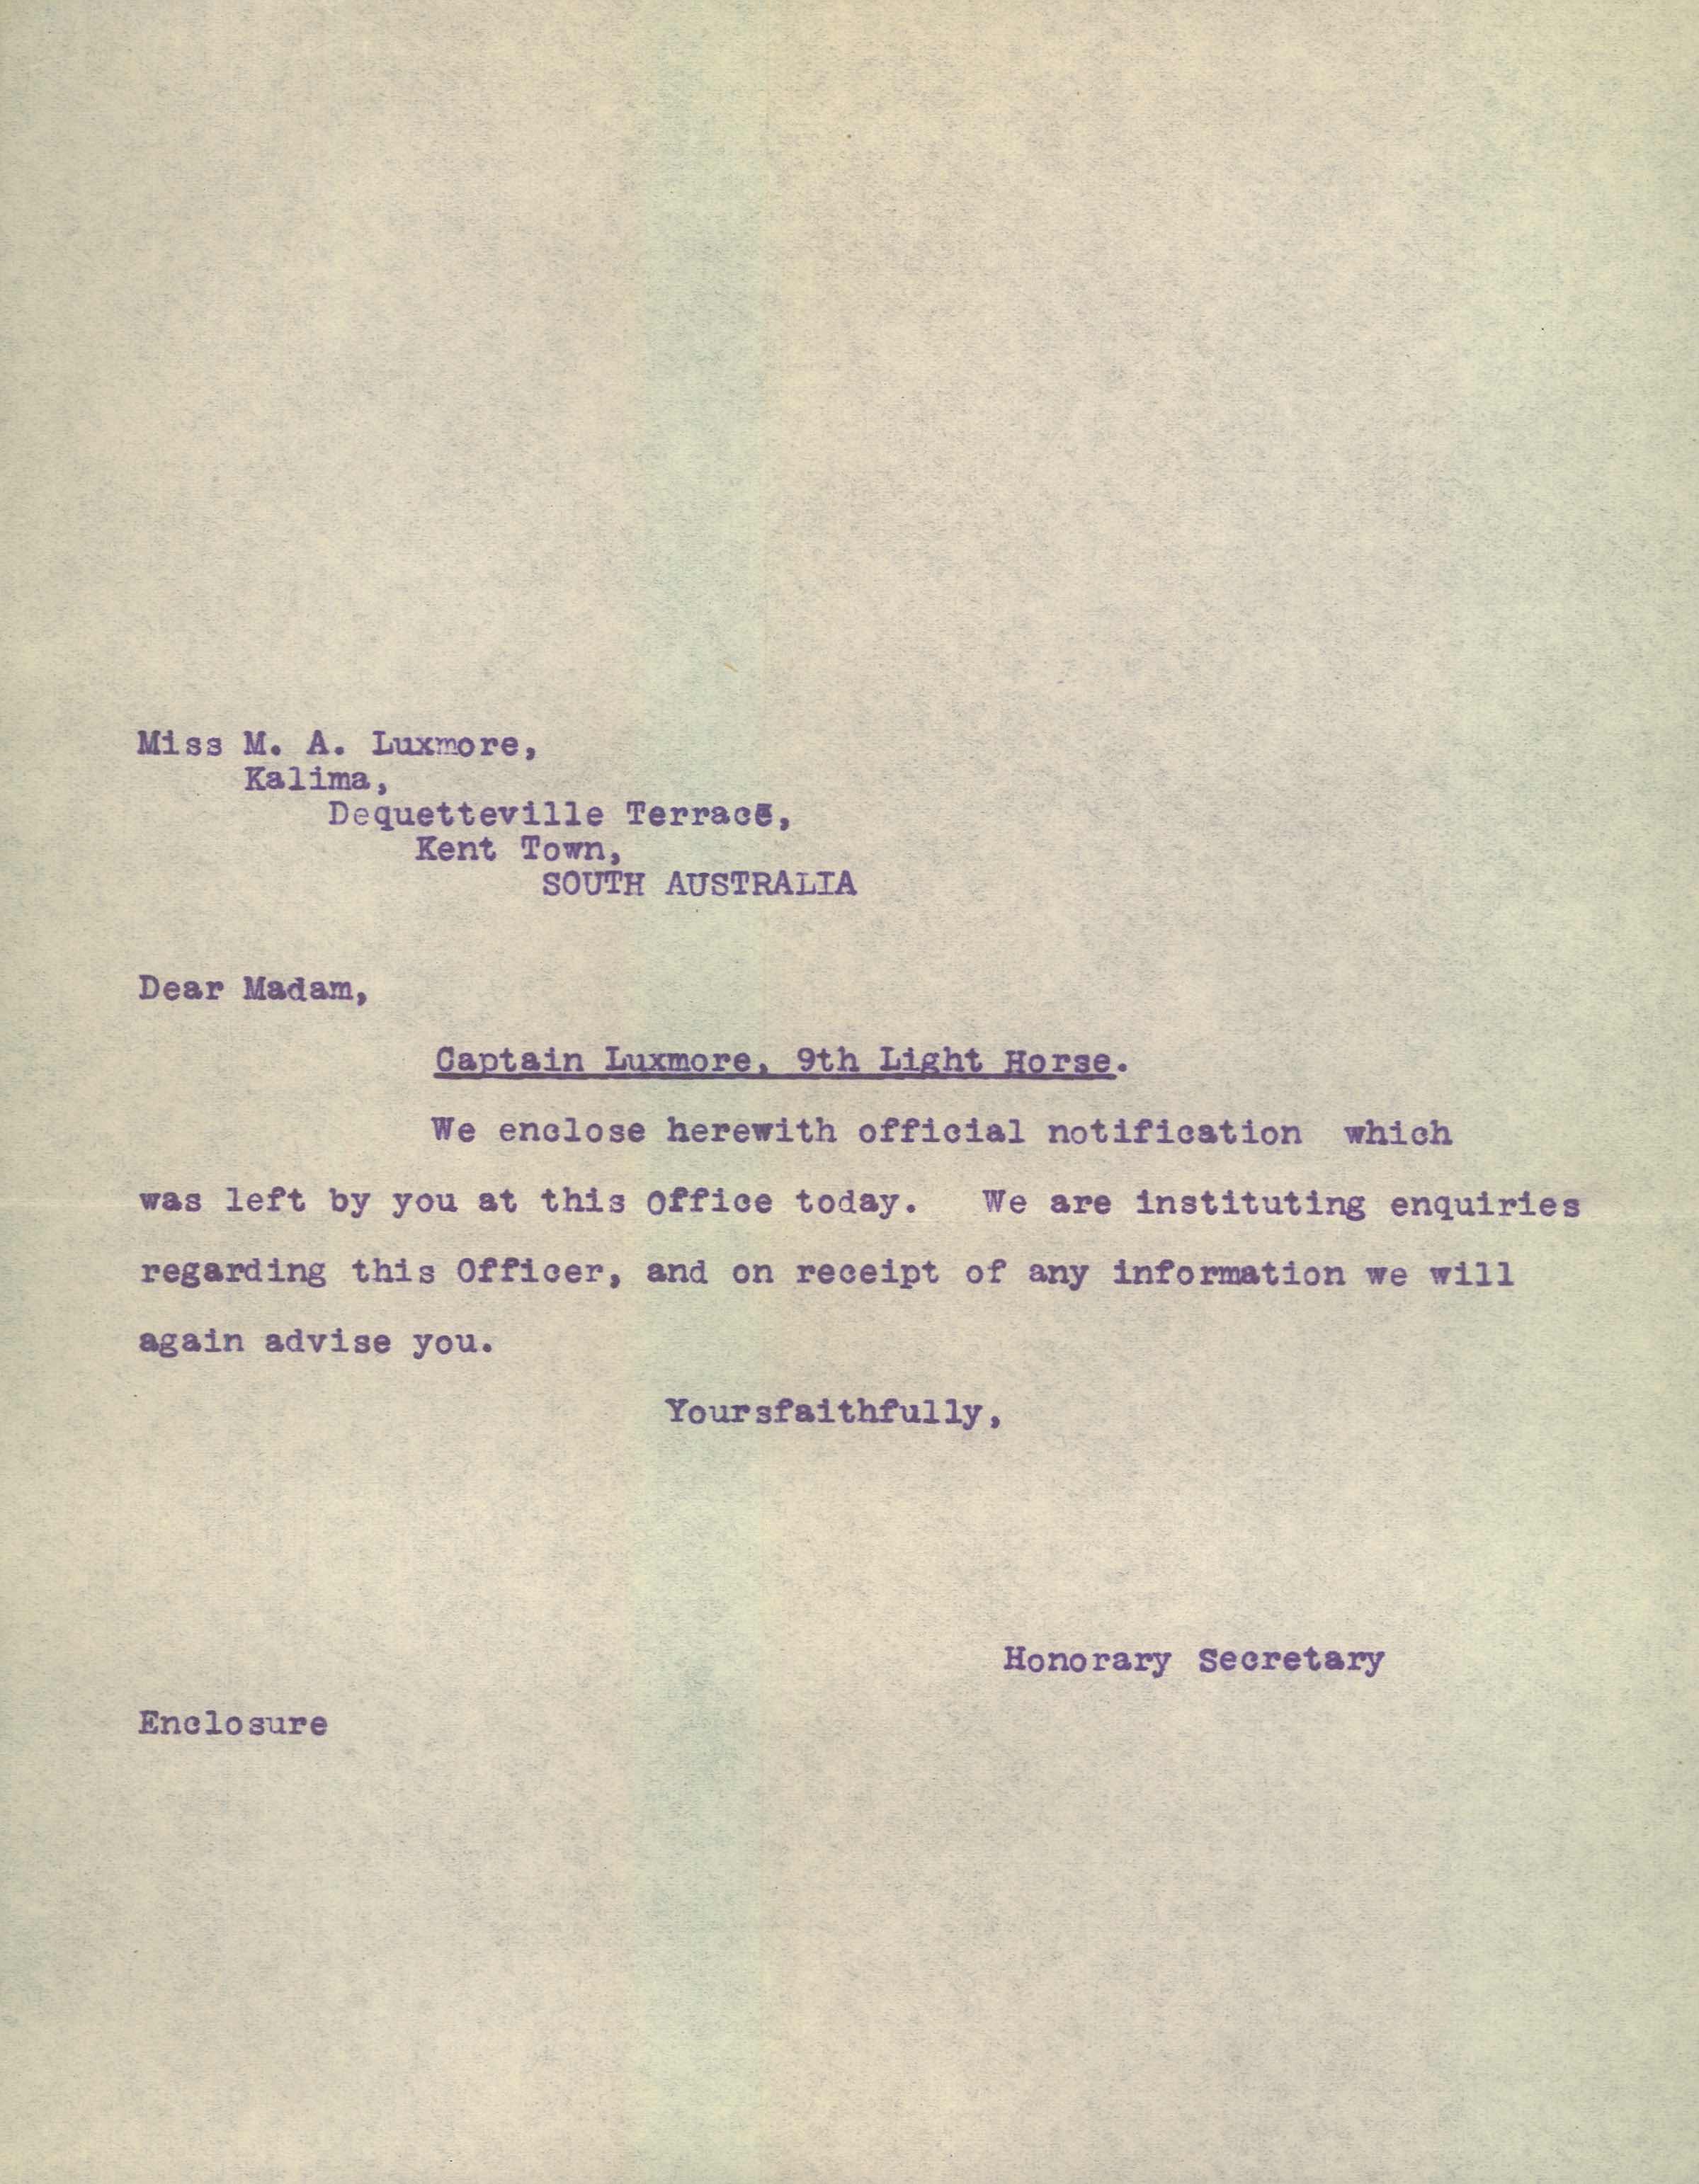 Miss M. A. Luxmore,
Kalima,
Dequetteville Terrace,
Kent Town,
SOUTH AUSTRALIA
Dear Madam,
Captain Luxmore, 9th Light Horse.
We enclose herewith official notification which
was left by you at this office today. We are instituting enquiries
regarding this Officer, and on receipt of any information we will
again advise you.
Yoursfaithfully,
Honorary Secretary
Enclosure